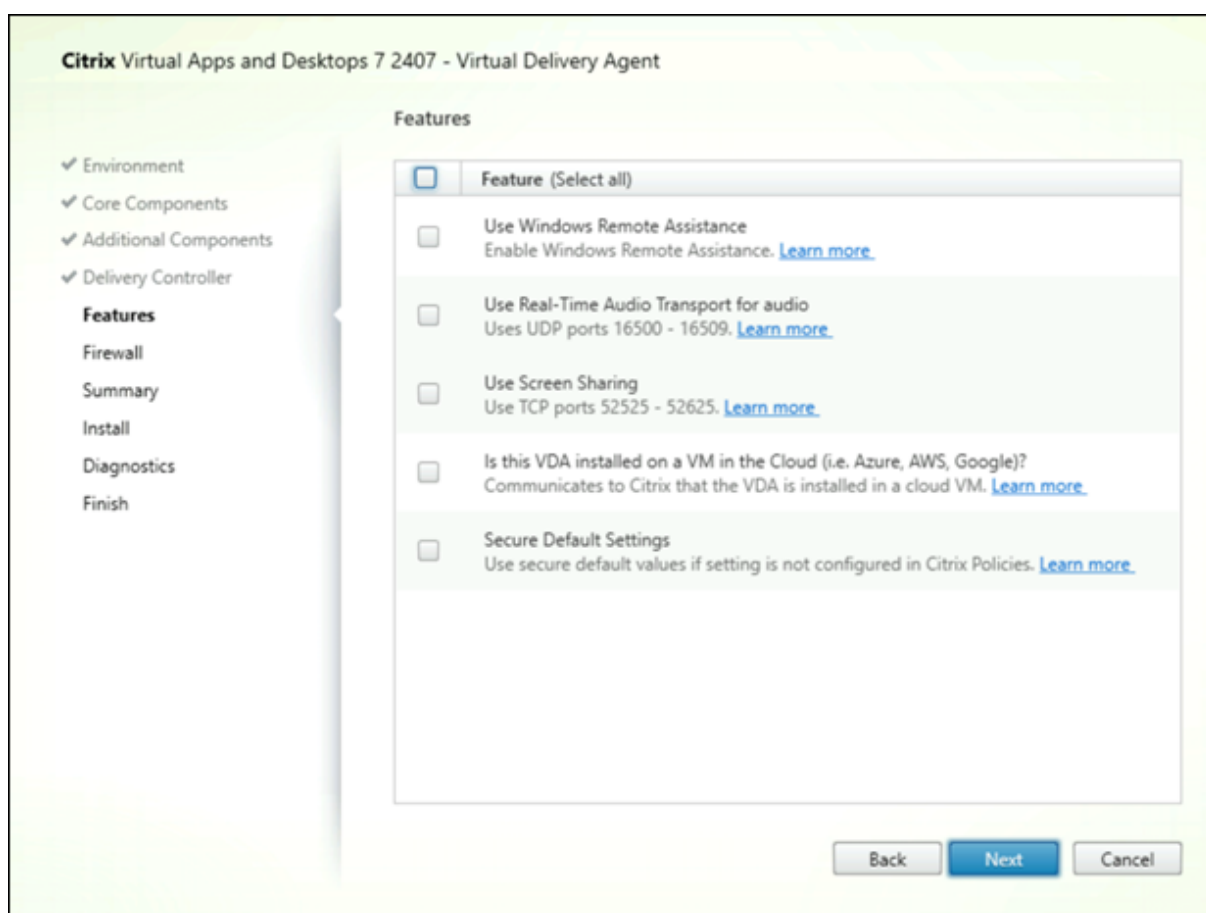 Citrix Virtual Apps and Desktops 7 2407 - Virtual Delivery Agent
Environment
Core Components
Additional Components
Delivery Controller
Features
Firewall
Summary
Install
Diagnostics
Finish
Features
Feature (Select all)
Use Windows Remote Assistance
Enable Windows Remote Assistance. Learn more
Use Real-Time Audio Transport for audio
Uses UDP ports 16500 - 16509. Learn more
Use Screen Sharing
Use TCP ports 52525 - 52625. Learn more
Is this VDA installed on a VM in the Cloud (i.e. Azure, AWS, Google)?
Communicates to Citrix that the VDA is installed in a cloud VM. Learn more
Secure Default Settings
Use secure default values if setting is not configured in Citrix Policies. Learn more
Back
Next
Cancel